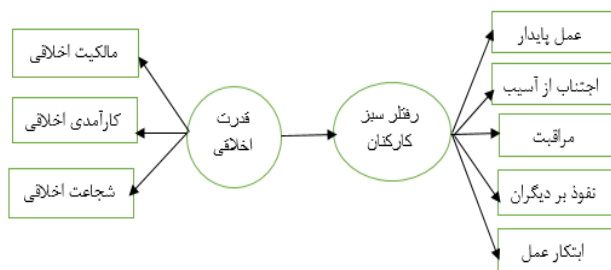 مالکیت اخلاقی
کارآمدی اخلاقی
شجاعت اخلاقی
قدرت
اخلاقی
رفتلر سبز
کارکنان
عمل پایدار
اجتناب از آسیب
مراقبت
نفوذ بر دیگران
ابتکار عمل